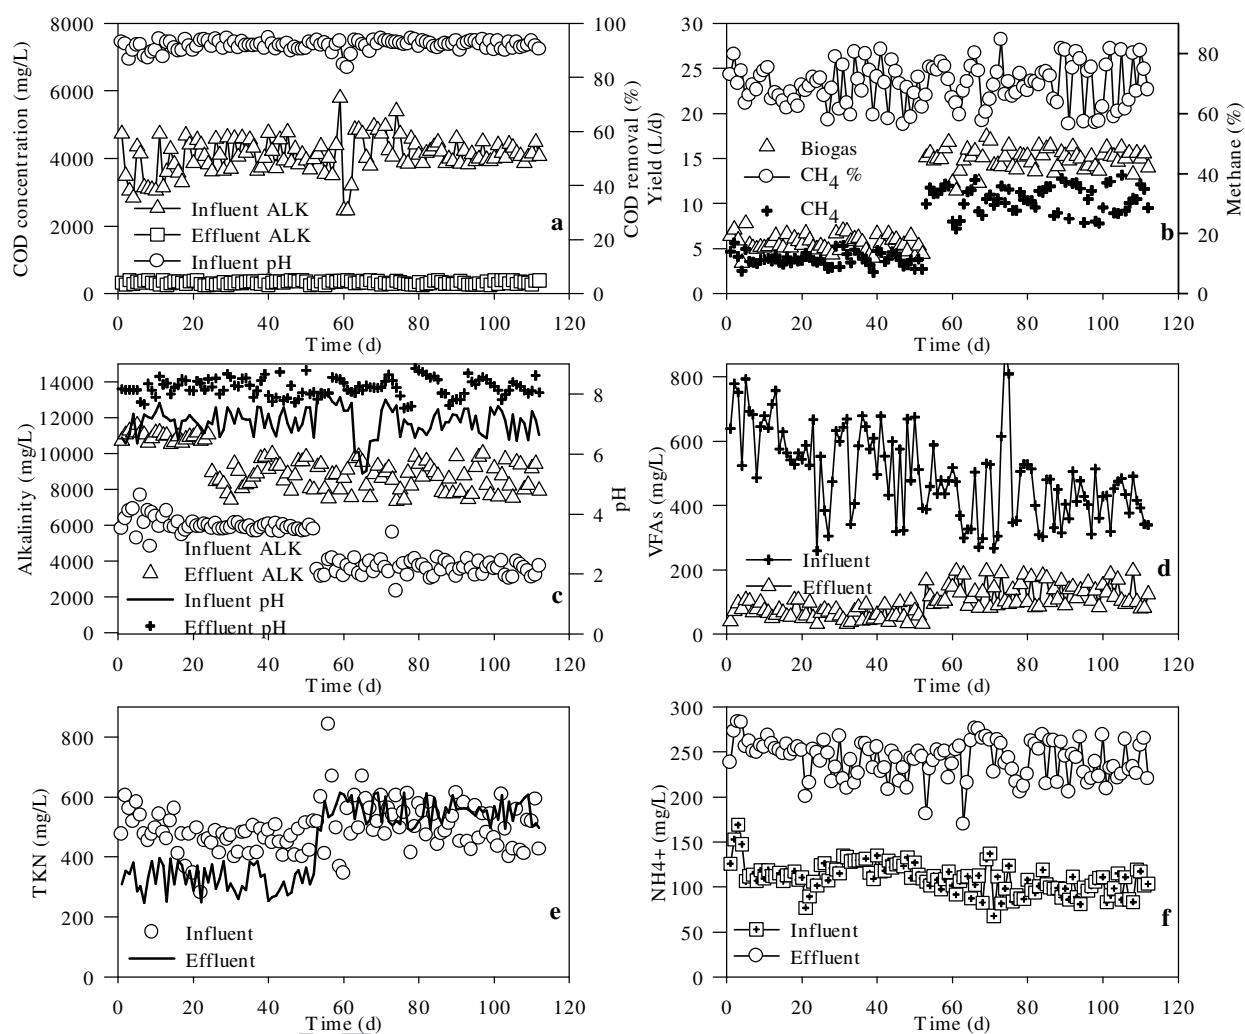 8000
6000
4000
2000
0
COD concentration (mg/L)
100
80
60
40
20
0
COD removal (%)
Influent ALK
Effluent ALK
Influent pH
a
0 20 40 60 80 100 120
Time (d)
30
25
20
15
10
5
0
Yield (L/d)
80
60
40
20
0
Methane (%)
Biogas
CH4 %
CH4
b
0 20 40 60 80 100 120
Time (d)
14000
12000
10000
8000
6000
4000
2000
0
Alkalinity (mg/L)
8
6
4
2
0
pH
Influent ALK
Effluent ALK
Influent pH
Effluent pH
c
0 20 40 60 80 100 120
Time (d)
800
600
400
200
0
VFAs (mg/L)
Influent
Effluent
d
0 20 40 60 80 100 120
Time (d)
800
600
400
200
0
TKN (mg/L)
Influent
Effluent
e
0 20 40 60 80 100 120
Time (d)
300
250
200
150
100
50
0
NH4+ (mg/L)
Influent
Effluent
f
0 20 40 60 80 100 120
Time (d)